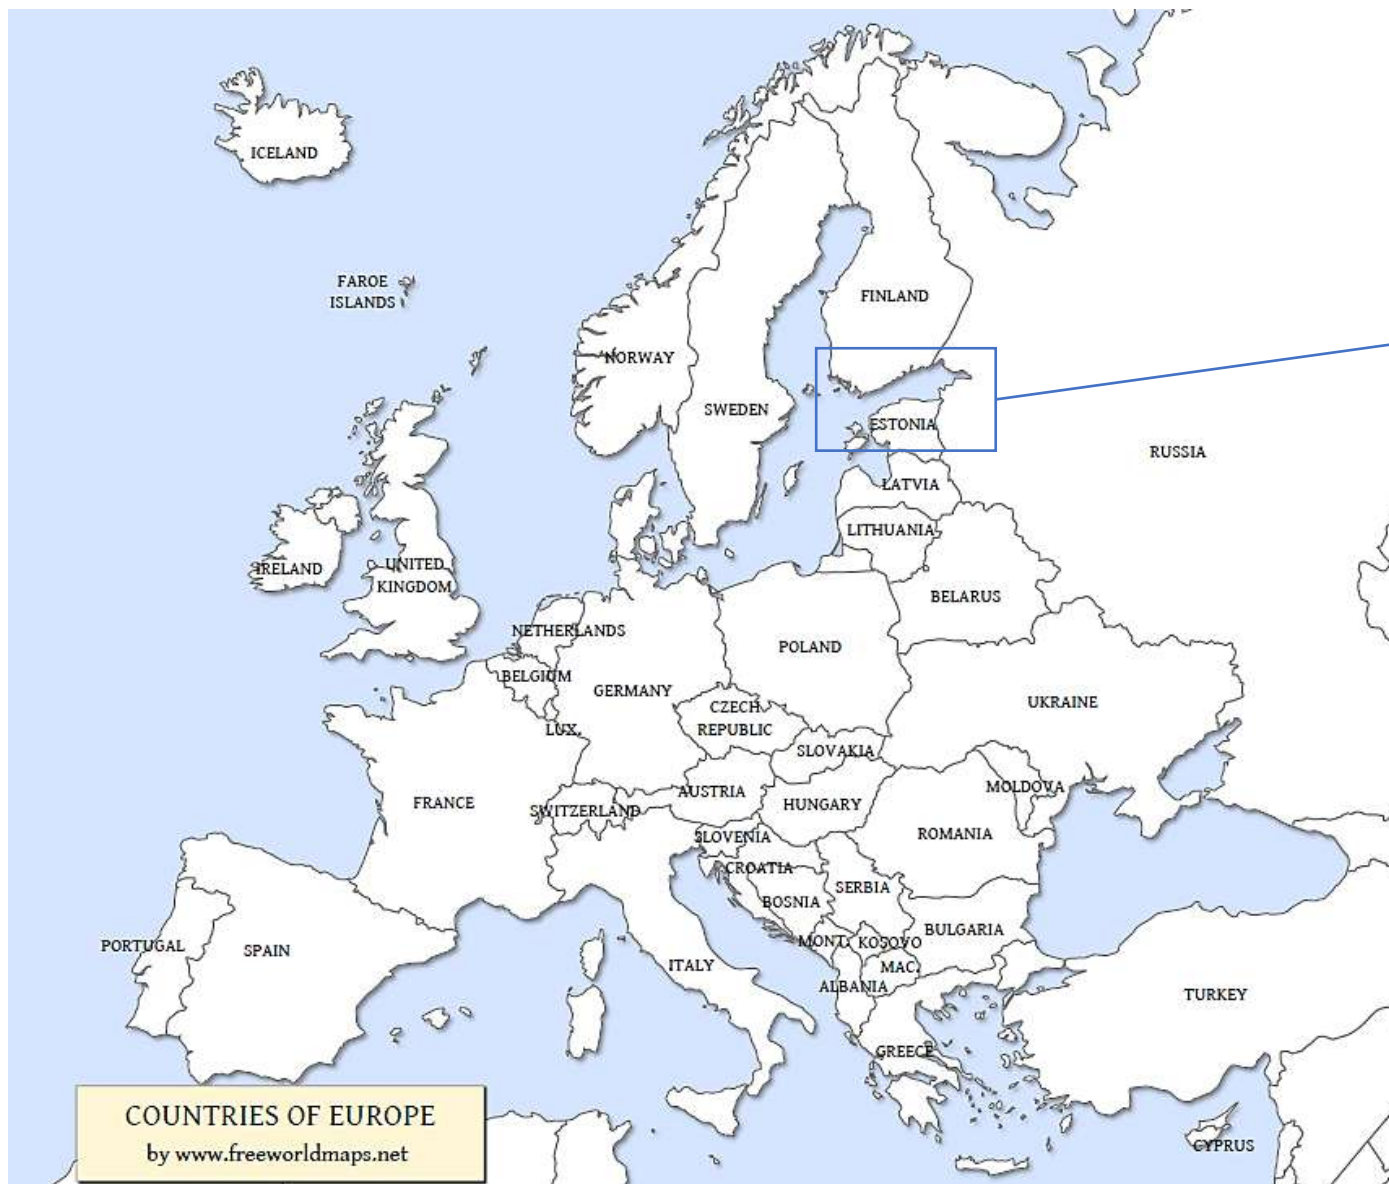 ICELAND
FAROE
ISLANDS
FINLAND
NORWAY
SWEDEN
ESTONIA
RUSSIA
LATVIA
LITHUANIA
IRELAND
UNITED
KINGDOM
BELARUS
NETHERLANDS
POLAND
BELGIUM
GERMANY
UKRAINE
CZECH
REPUBLIC
LUX.
SLOVAKIA
MOLDOVA
AUSTRIA
FRANCE
HUNGARY
SWITZERLAND
ROMANIA
SLOVENIA
CROATIA
SERBIA
BOSNIA
BULGARIA
PORTUGAL
SPAIN
MONT.
KOSOVO
ITALY
MAC.
ALBANIA
TURKEY
GREECE
COUNTRIES OF EUROPE
by www.freeworldmaps.net
CYPRUS